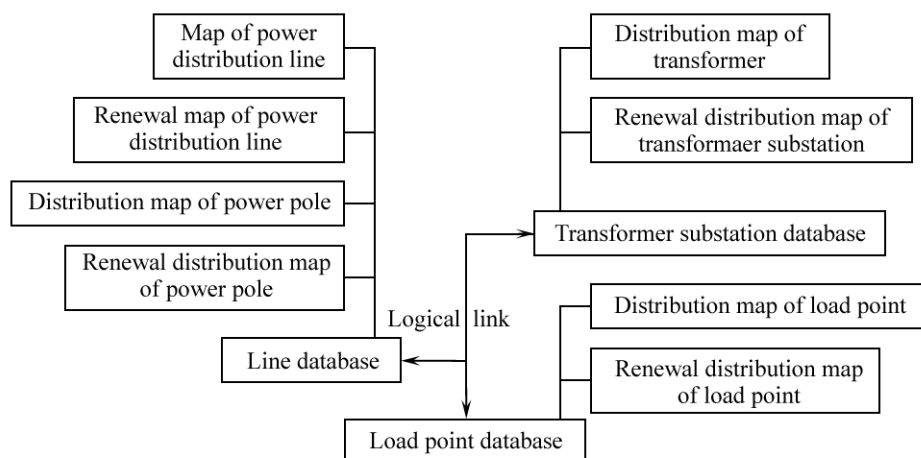 Map of power
distribution line
Renewal map of power
distribution line
Distribution map of power pole
Renewal distribution map
of power pole
Line database
Logical link
Distribution map of
transformer
Renewal distribution map of
transformaer substation
Transformer substation database
Distribution map of load point
Renewal distribution map
of load point
Load point database